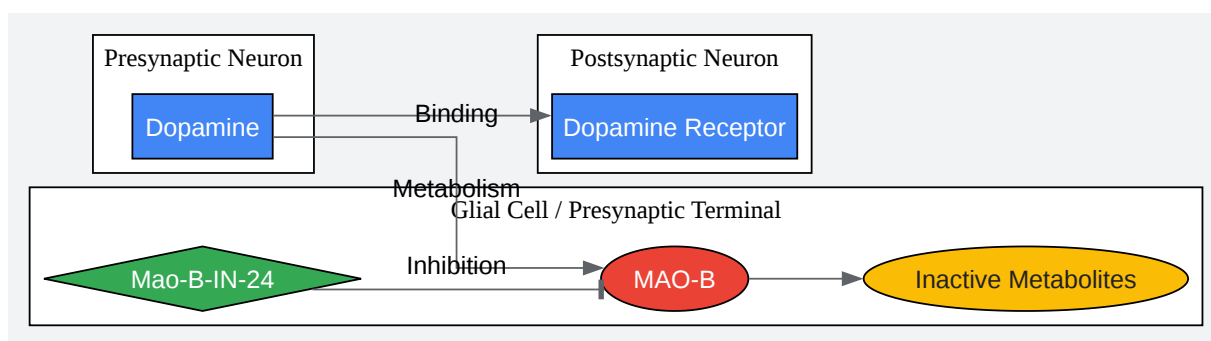 Presynaptic Neuron
Postsynaptic Neuron
Dopamine
Binding
Dopamine Receptor
Metabolism
Glial Cell / Presynaptic Terminal
Mao-B-IN-24
Inhibition
MAO-B
Inactive Metabolites